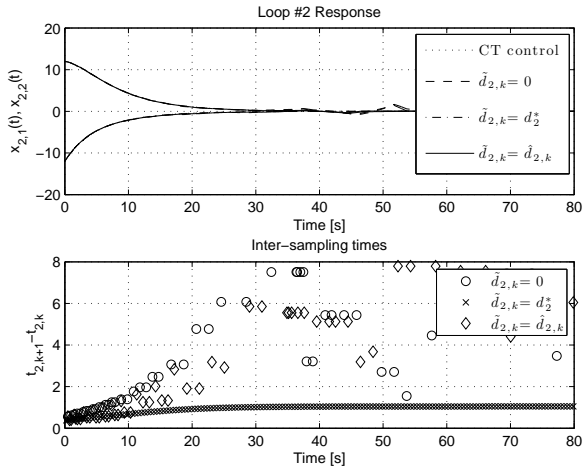 Loop #2 Response
20
10
0
-10
-20
x₂,₁(t), x₂,₂(t)
CT control
d̃₂,ₖ= 0
d̃₂,ₖ= d₂*
d̃₂,ₖ= d̂₂,ₖ
0 10 20 30 40 50 60 70 80
Time [s]
Inter−sampling times
8
6
4
2
0
t₂,ₖ₊₁−t₂,ₖ
d̃₂,ₖ= 0
d̃₂,ₖ= d₂*
d̃₂,ₖ= d̂₂,ₖ
0 10 20 30 40 50 60 70 80
Time [s]